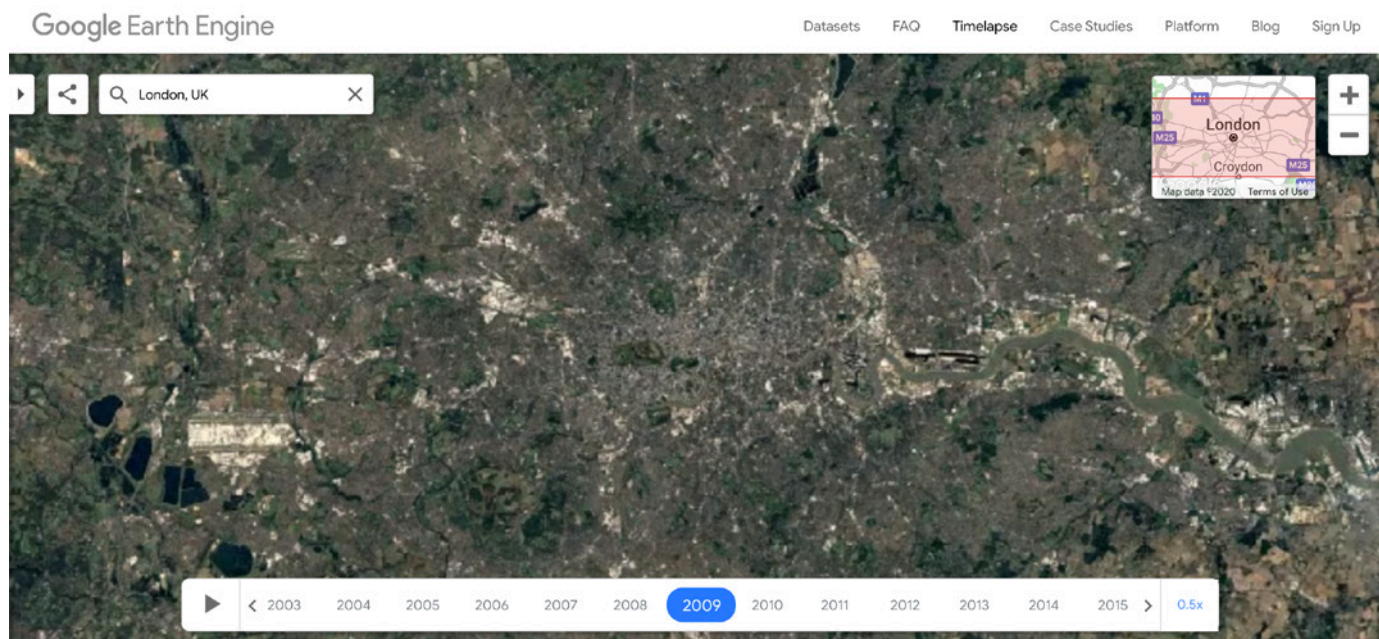 Google Earth Engine
Datasets FAQ Timelapse Case Studies Platform Blog Sign Up
London, UK
M1
London
M25
Croydon
M25
Map data ©2020 Terms of Use
2003 2004 2005 2006 2007 2008 2009 2010 2011 2012 2013 2014 2015 0.5x